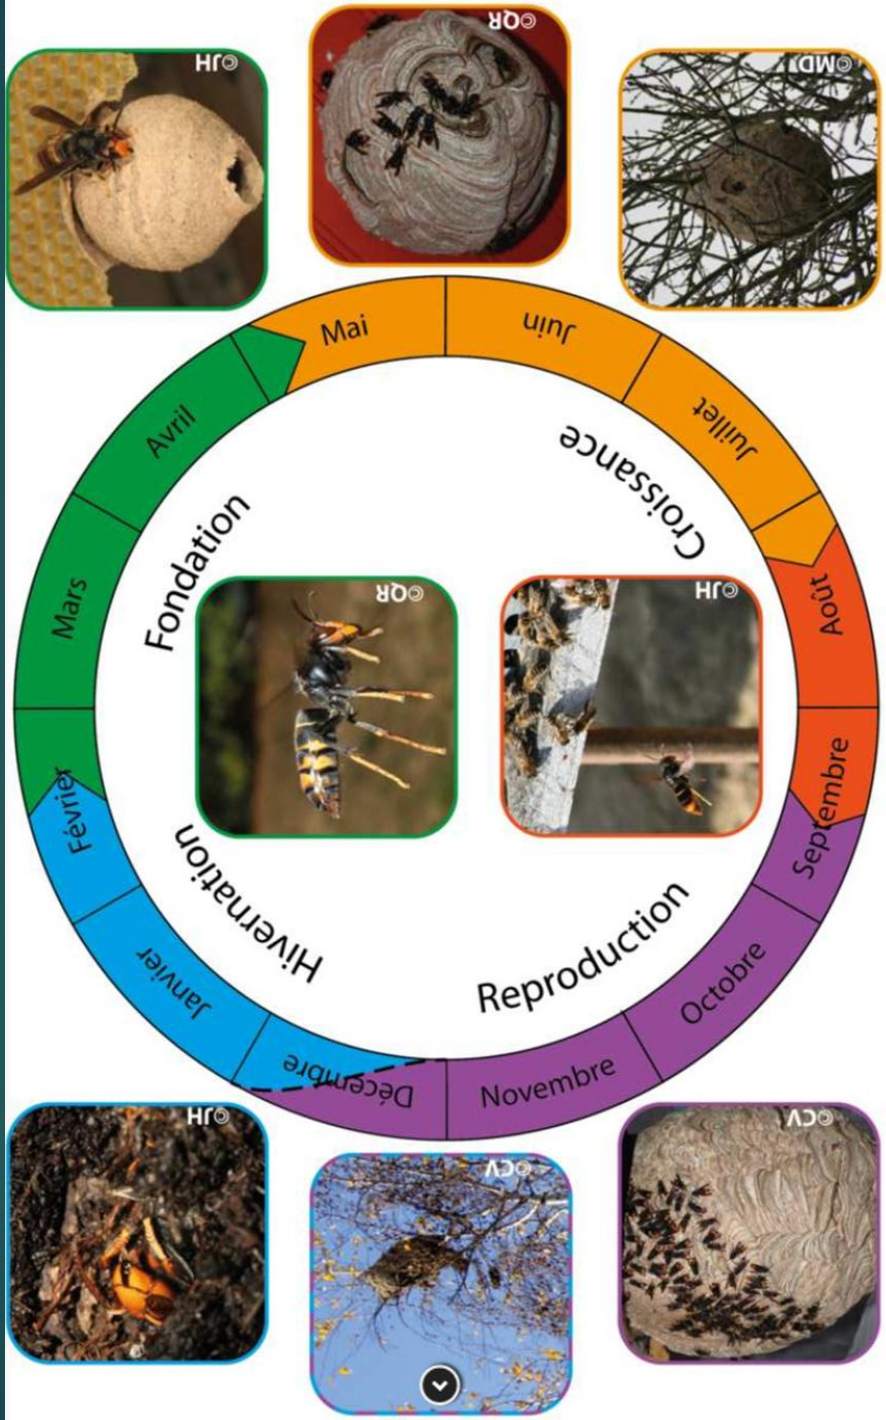 ©JH
©QR
©MD
Mai
Juin
Juillet
Avril
Croissance
Fondation
Mars
Août
©QR
©JH
Février
Septembre
Hivernation
Reproduction
Janvier
Octobre
Décembre
Novembre
©JH
©CV
©CV